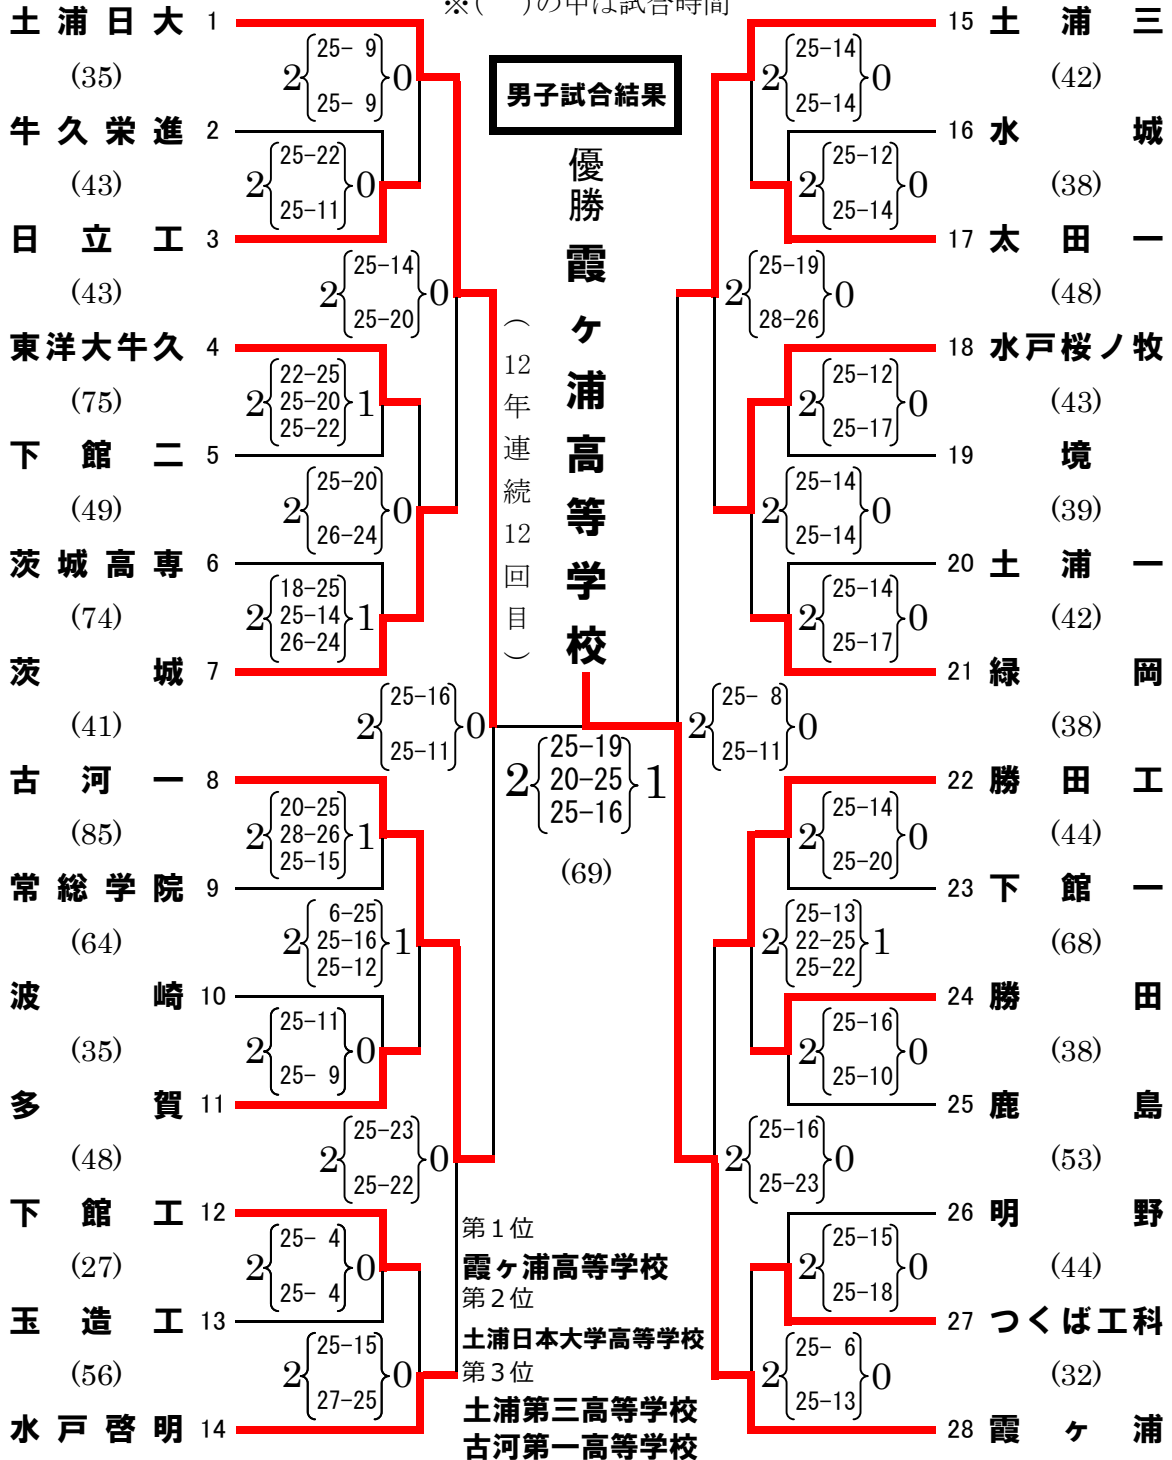 ※(　)の中は試合時間
男子試合結果
優勝
霞ヶ浦高等学校
（12年連続12回目）
土浦日大 1
(35)
牛久栄進 2
(43)
日立工 3
(43)
東洋大牛久 4
(75)
下館二 5
(49)
茨城高専 6
(74)
茨城 7
(41)
古河一 8
(85)
常総学院 9
(64)
波崎 10
(35)
多賀 11
(48)
下館工 12
(27)
玉造工 13
(56)
水戸啓明 14
2 25- 9 0
25- 9
2 25-22 0
25-11
2 25-14 0
25-20
22-25
2 25-20 1
25-22
2 25-20 0
26-24
18-25
2 25-14 1
26-24
2 25-16 0
25-11
20-25
2 28-26 1
25-15
6-25
2 25-16 1
25-12
2 25-11 0
25- 9
2 25-23 0
25-22
2 25- 4 0
25- 4
2 25-15 0
27-25
25-19
2 20-25 1
25-16
(69)
15 土浦三
(42)
16 水城
(38)
17 太田一
(48)
18 水戸桜ノ牧
(43)
19 境
(39)
20 土浦一
(42)
21 緑岡
(38)
22 勝田工
(44)
23 下館一
(68)
24 勝田
(38)
25 鹿島
(53)
26 明野
(44)
27 つくば工科
(32)
28 霞ヶ浦
2 25-14 0
25-14
2 25-12 0
25-14
2 25-19 0
28-26
2 25-12 0
25-17
2 25-14 0
25-14
2 25-14 0
25-17
2 25- 8 0
25-11
2 25-14 0
25-20
25-13
2 22-25 1
25-22
2 25-16 0
25-10
2 25-16 0
25-23
2 25-15 0
25-18
2 25- 6 0
25-13
第１位
霞ヶ浦高等学校
第２位
土浦日本大学高等学校
第３位
土浦第三高等学校
古河第一高等学校